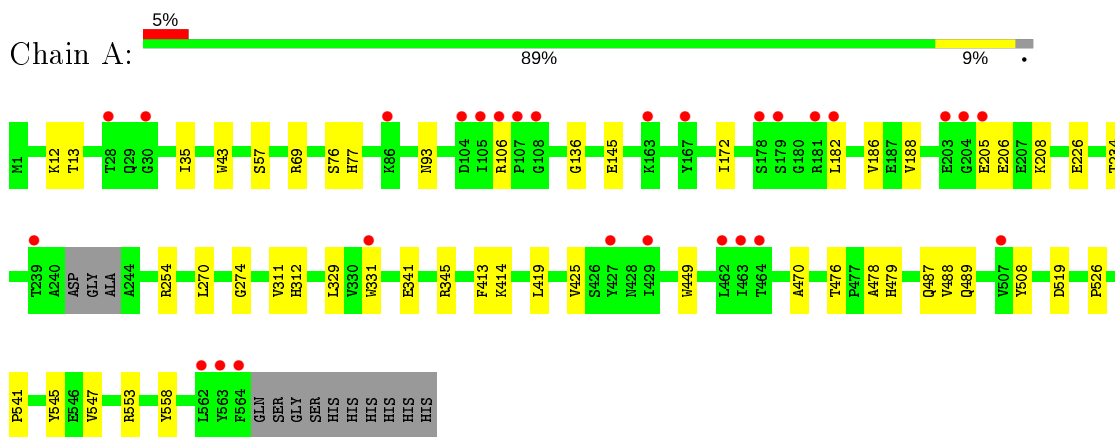 5%
Chain A:
89% 9% •
M1 K12 T13 T28 Q29 G30 I35 W43 S57 R69 S76 H77 K86 N93 D104 I105 R106 P107 G108 G136 E145 K163 Y167 I172 S178 S179 G180 R181 L182 V186 E187 V188 E203 G204 E205 E206 E207 K208 E226 T234
T239 A240 ASP GLY ALA A244 R254 L270 G274 V311 H312 L329 V330 W331 E341 R345 F413 K414 L419 V425 S426 Y427 N428 I429 W449 L462 I463 T464 A470 T476 P477 A478 H479 Q487 V488 Q489 V507 Y508 D519 P526
P541 Y545 E546 V547 R553 Y558 L562 Y563 F564 GLN SER GLY SER HIS HIS HIS HIS HIS HIS